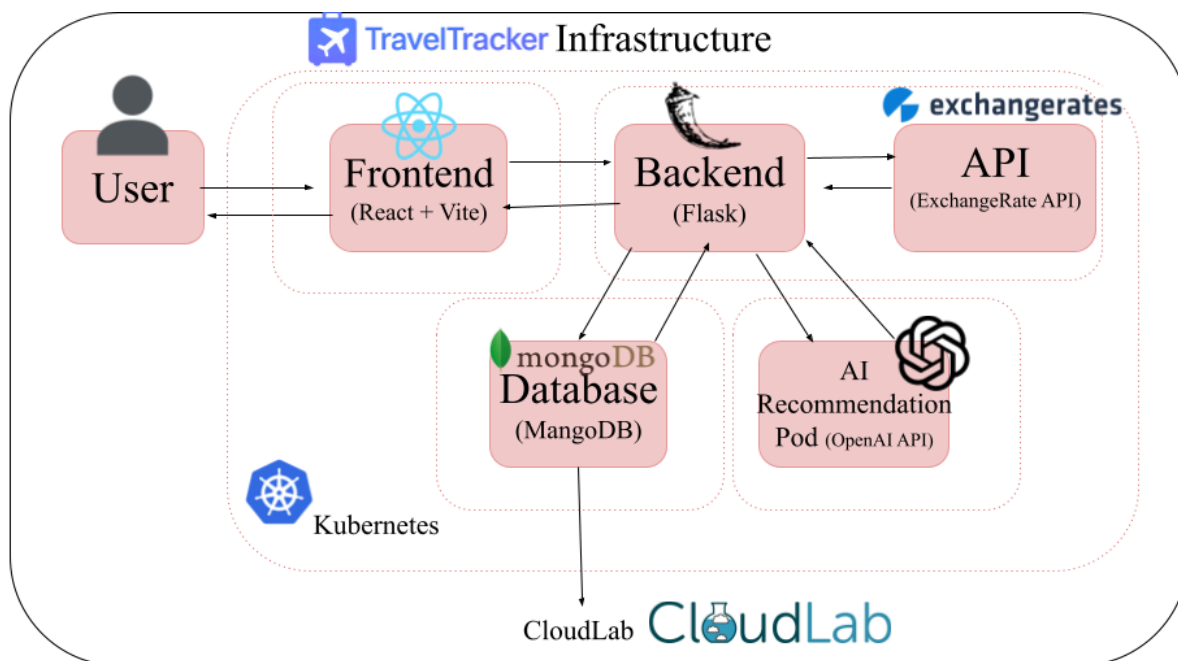 TravelTracker Infrastructure
exchangerates
User
Frontend
(React + Vite)
Backend
(Flask)
API
(ExchangeRate API)
mongoDB
Database
(MangoDB)
AI
Recommendation
Pod (OpenAI API)
Kubernetes
CloudLab CloudLab